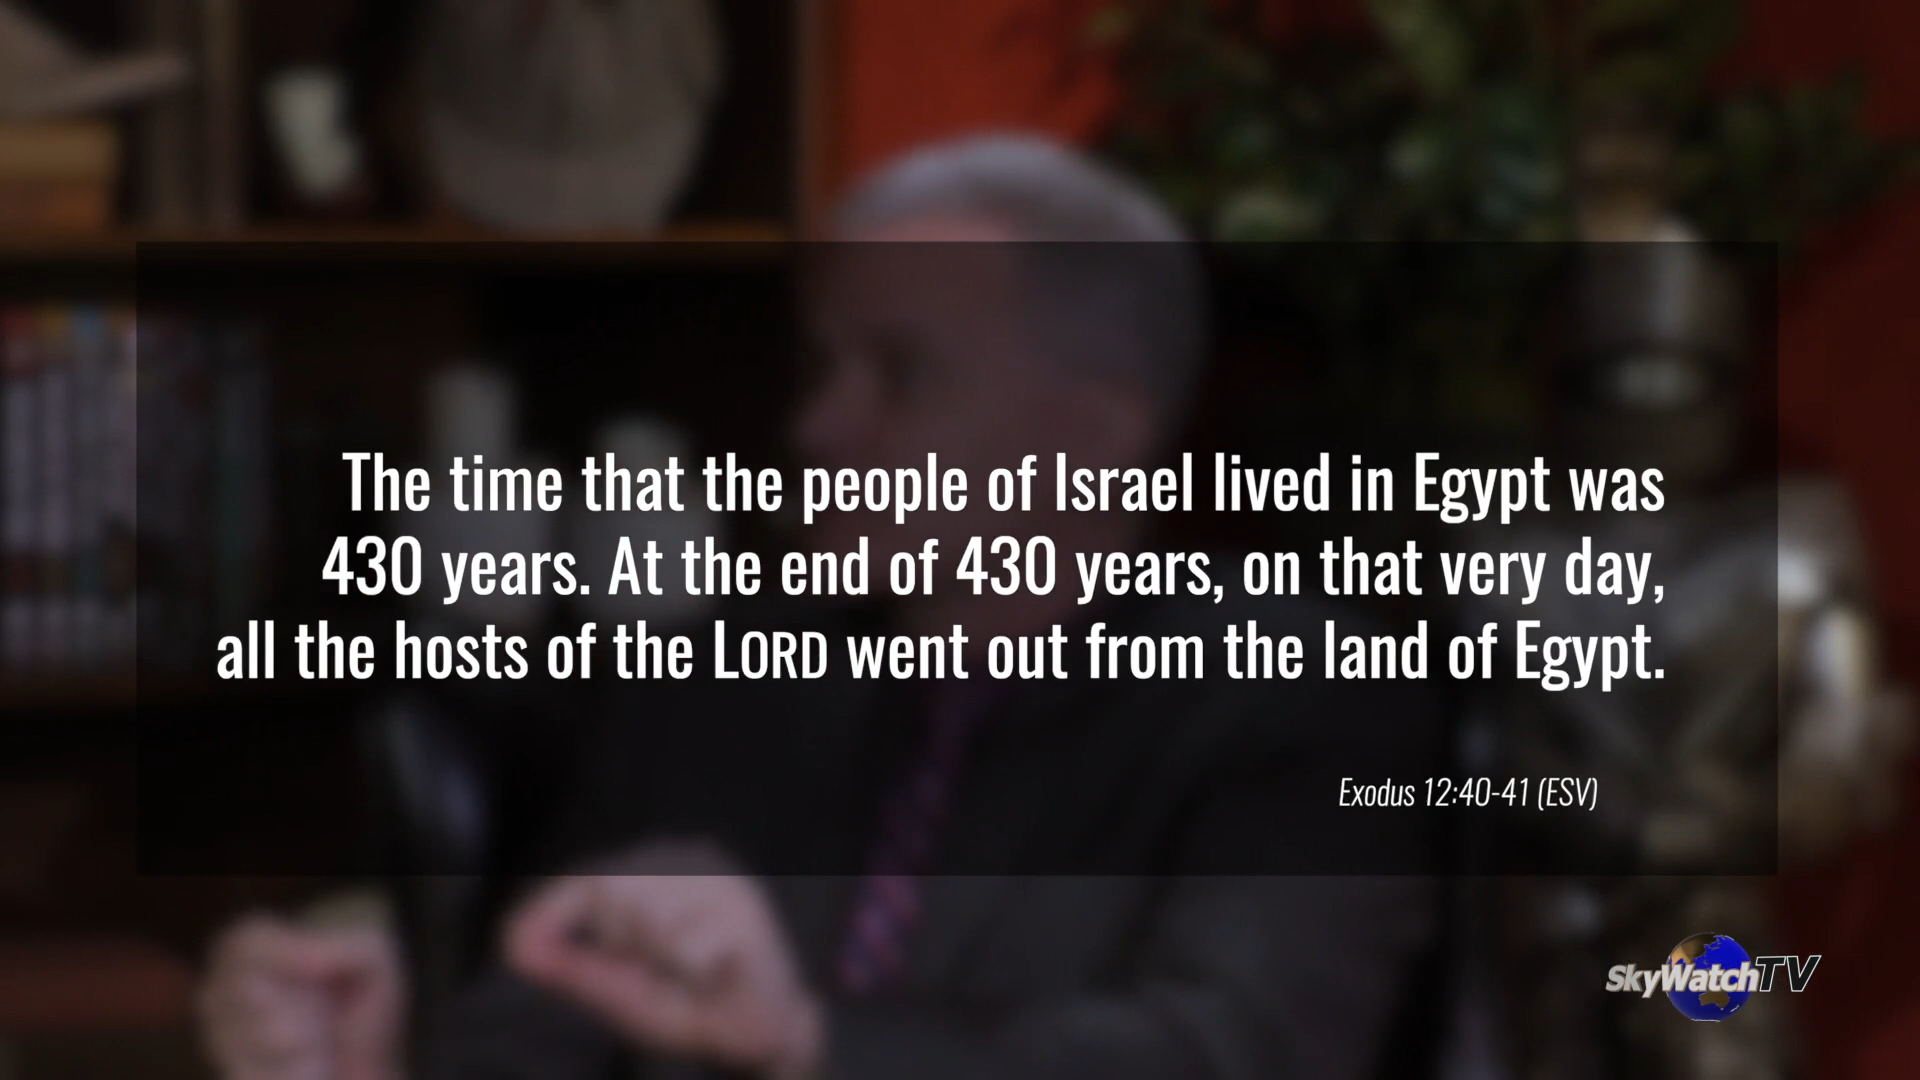 The time that the people of Israel lived in Egypt was
430 years. At the end of 430 years, on that very day,
all the hosts of the LORD went out from the land of Egypt.
Exodus 12:40-41 (ESV)
SkyWatchTV